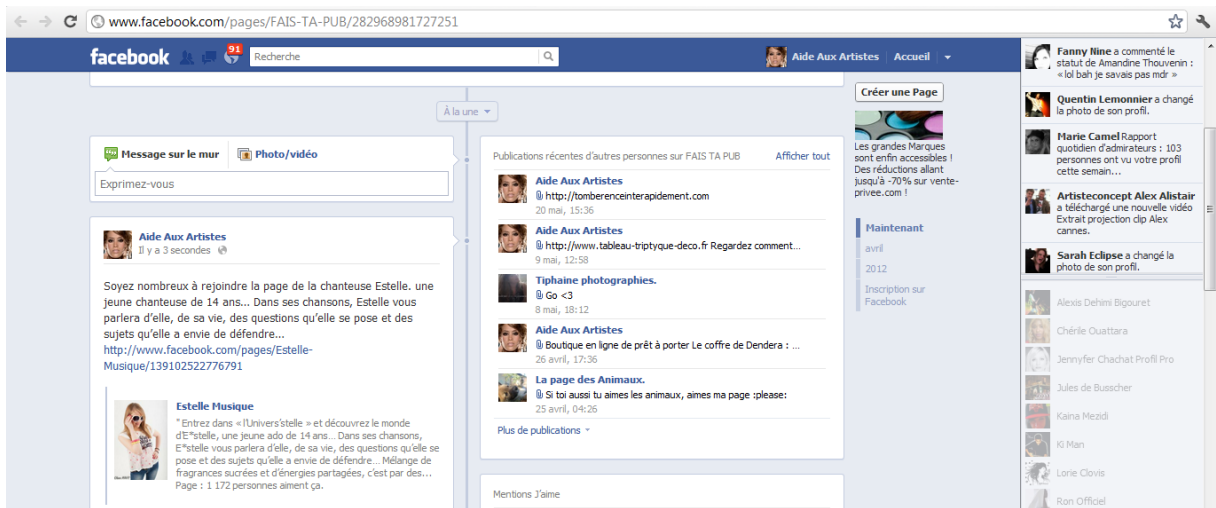 www.facebook.com/pages/FAIS-TA-PUB/282968981727251
facebook
91
Recherche
Aide Aux Artistes
Accueil
À la une
Message sur le mur
Photo/vidéo
Exprimez-vous
Aide Aux Artistes
Il y a 3 secondes
Soyez nombreux à rejoindre la page de la chanteuse Estelle. une
jeune chanteuse de 14 ans... Dans ses chansons, Estelle vous
parlera d'elle, de sa vie, des questions qu'elle se pose et des
sujets qu'elle a envie de défendre...
http://www.facebook.com/pages/Estelle-
Musique/139102522776791
Estelle Musique
" Entrez dans « l'Univers'stelle » et découvrez le monde
d'E*stelle, une jeune ado de 14 ans... Dans ses chansons,
E*stelle vous parlera d'elle, de sa vie, des questions qu'elle se
pose et des sujets qu'elle a envie de défendre... Mélange de
fragrances sucrées et d'énergies partagées, c'est par des...
Page : 1 172 personnes aiment ça.
Publications récentes d'autres personnes sur FAIS TA PUB
Afficher tout
Aide Aux Artistes
http://tomberenceinterapidement.com
20 mai, 15:36
Aide Aux Artistes
http://www.tableau-triptyque-deco.fr Regardez comment...
9 mai, 12:58
Tiphaine photographies.
Go <3
8 mai, 18:12
Aide Aux Artistes
Boutique en ligne de prêt à porter Le coffre de Dendera : ...
26 avril, 17:36
La page des Animaux.
Si toi aussi tu aimes les animaux, aimes ma page :please:
25 avril, 04:26
Plus de publications
Mentions J'aime
Créer une Page
Les grandes Marques
sont enfin accessibles !
Des réductions allant
jusqu'à -70% sur vente-
privee.com !
Maintenant
avril
2012
Inscription sur
Facebook
Fanny Nine a commenté le
statut de Amandine Thouvenin :
« lol bah je savais pas mdr »
Quentin Lemonnier a changé
la photo de son profil.
Marie Camel Rapport
quotidien d'admirateurs : 103
personnes ont vu votre profil
cette semaine...
Artisteconcept Alex Alistair
a téléchargé une nouvelle vidéo
Extrait projection clip Alex
cannes.
Sarah Eclipse a changé la
photo de son profil.
Alexis Dehimi Bigouret
Chérile Ouattara
Jennyfer Chachat Profil Pro
Jules de Busscher
Kaina Mezidi
Ki Man
Lorie Clovis
Ron Officiel